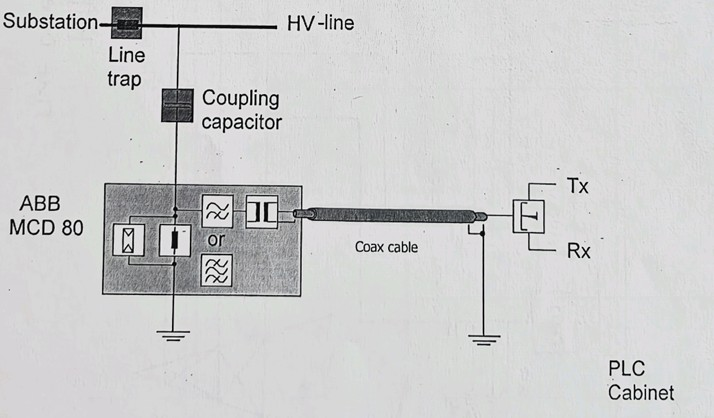 Substation
HV-line
Line
trap
Coupling
capacitor
ABB
MCD 80
or
Coax cable
Tx
Rx
PLC
Cabinet